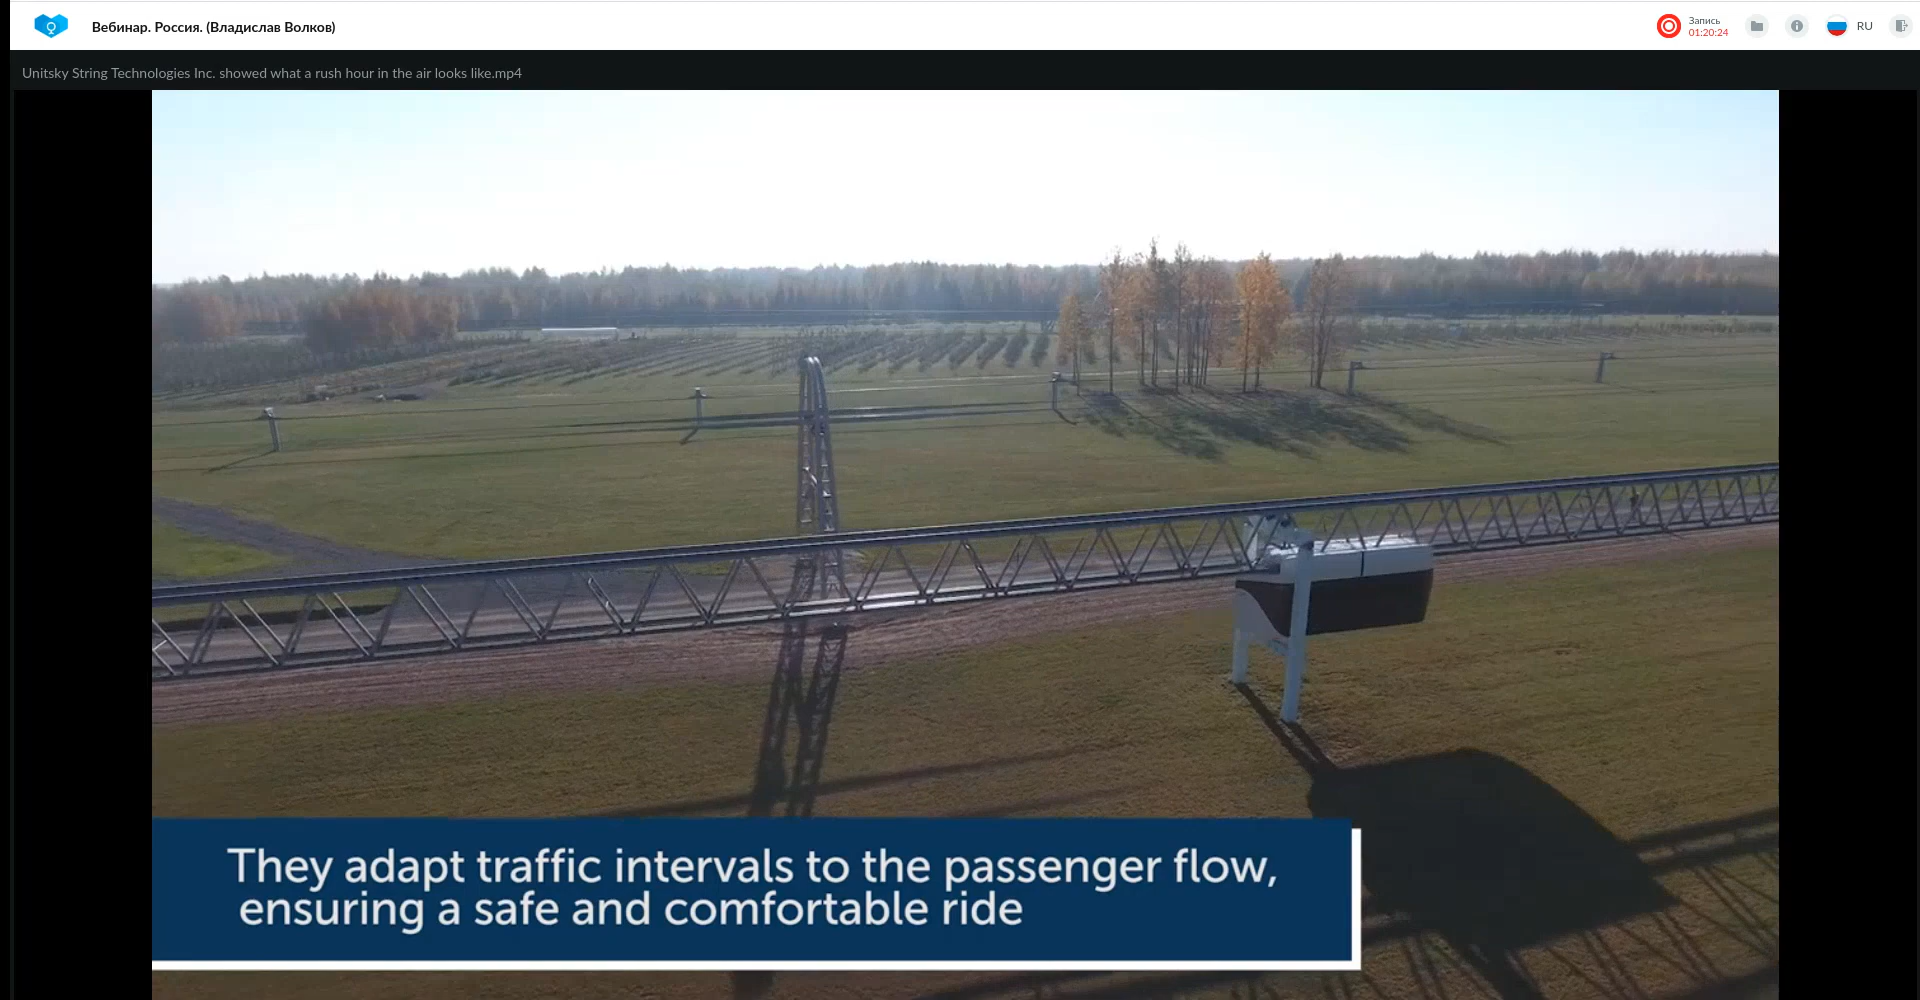 Вебинар. Россия. (Владислав Волков)
Запись
01:20:24
RU
Unitsky String Technologies Inc. showed what a rush hour in the air looks like.mp4
They adapt traffic intervals to the passenger flow,
ensuring a safe and comfortable ride